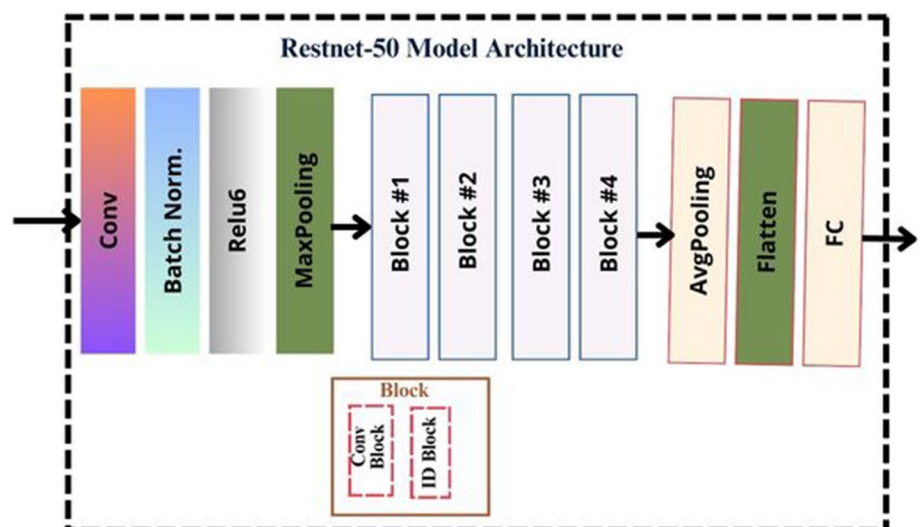 Restnet-50 Model Architecture
Conv
Batch Norm.
Relu6
MaxPooling
Block #1
Block #2
Block #3
Block #4
AvgPooling
Flatten
FC
Block
Conv
Block
ID Block